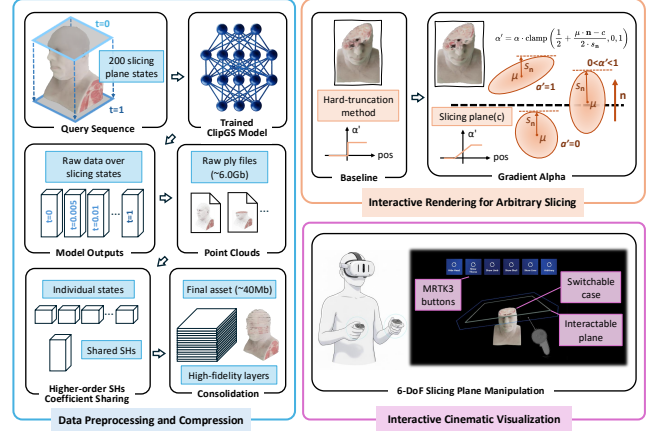 t=0
200 slicing
plane states
t=1
Query Sequence
Trained
ClipGS Model
Raw data over
slicing states
t=0
t=0.005
t=0.01
...
t=1
Model Outputs
Raw ply files
(~6.0Gb)
...
Point Clouds
Individual states
...
Shared SHs
Higher-order SHs
Coefficient Sharing
Final asset (~40Mb)
High-fidelity layers
Consolidation
Data Preprocessing and Compression
Hard-truncation
method
α'
pos
Baseline
α' = α · clamp ( 1/2 + (μ · n − c)/(2 · sₙ), 0, 1 )
sₙ
μ
α'=1
0<α'<1
sₙ
μ
n
Slicing plane(c)
α'
pos
sₙ
μ
α'=0
Gradient Alpha
Interactive Rendering for Arbitrary Slicing
MRTK3
buttons
Switchable
case
Interactable
plane
6-DoF Slicing Plane Manipulation
Interactive Cinematic Visualization